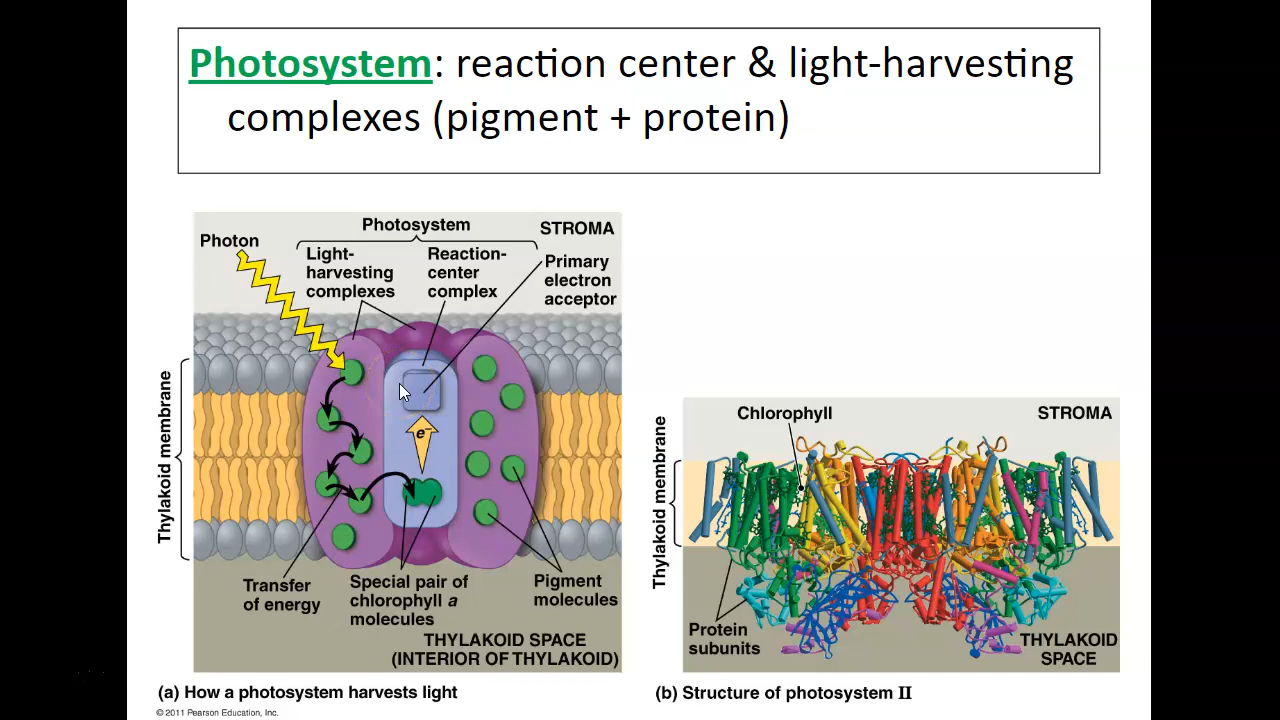 Photosystem: reaction center & light-harvesting
complexes (pigment + protein)
Photosystem
STROMA
Photon
Light-
harvesting
complexes
Reaction-
center
complex
Primary
electron
acceptor
Thylakoid membrane
e⁻
Transfer
of energy
Special pair of
chlorophyll a
molecules
Pigment
molecules
THYLAKOID SPACE
(INTERIOR OF THYLAKOID)
(a) How a photosystem harvests light
© 2011 Pearson Education, Inc.
Chlorophyll
STROMA
Thylakoid membrane
Protein
subunits
THYLAKOID
SPACE
(b) Structure of photosystem II